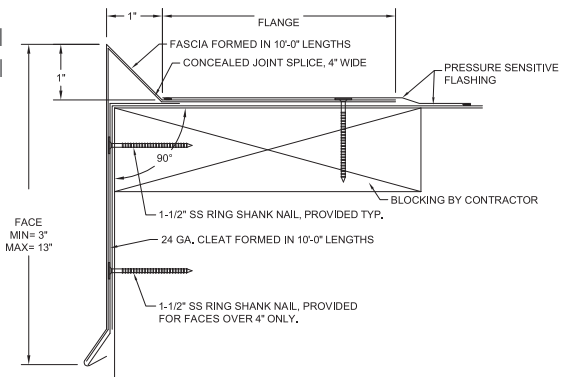 1"
FLANGE
FASCIA FORMED IN 10'-0" LENGTHS
CONCEALED JOINT SPLICE, 4" WIDE
PRESSURE SENSITIVE
FLASHING
1"
90°
BLOCKING BY CONTRACTOR
1-1/2" SS RING SHANK NAIL, PROVIDED TYP.
FACE
MIN= 3"
MAX= 13"
24 GA. CLEAT FORMED IN 10'-0" LENGTHS
1-1/2" SS RING SHANK NAIL, PROVIDED
FOR FACES OVER 4" ONLY.